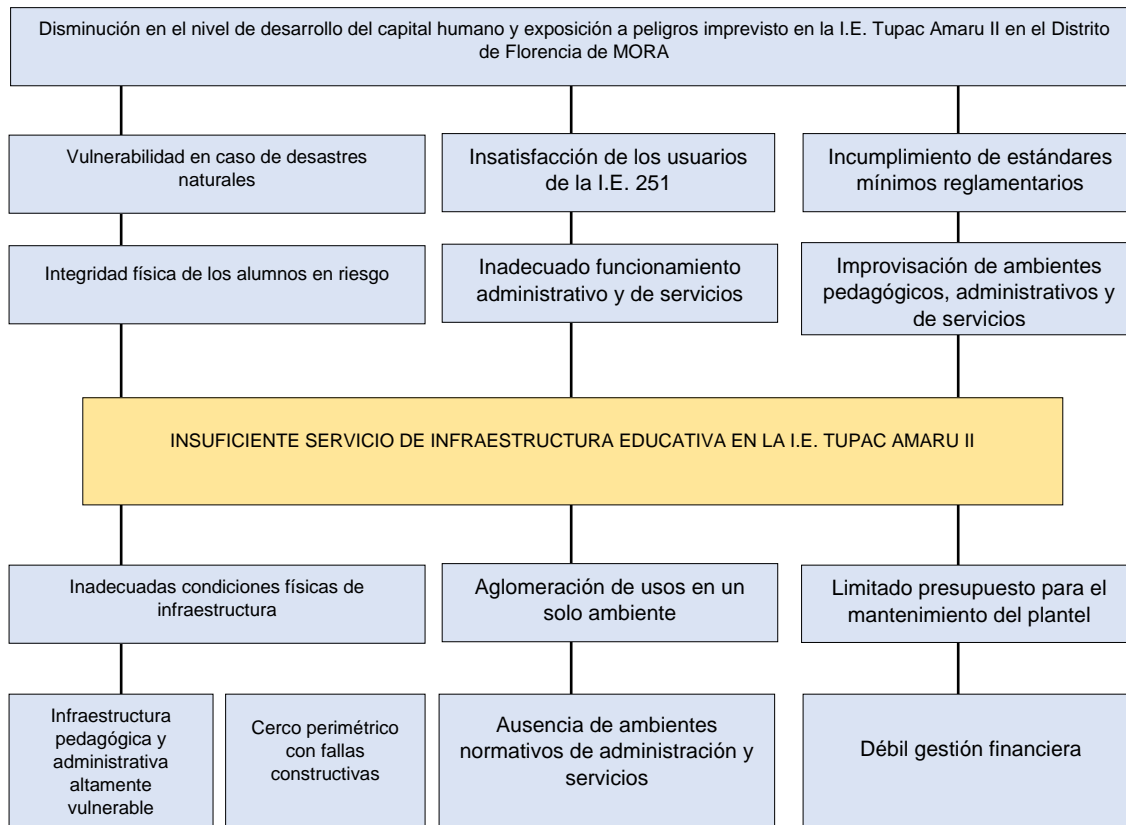 Disminución en el nivel de desarrollo del capital humano y exposición a peligros imprevisto en la I.E. Tupac Amaru II en el Distrito
de Florencia de MORA
Vulnerabilidad en caso de desastres
naturales
Insatisfacción de los usuarios
de la I.E. 251
Incumplimiento de estándares
mínimos reglamentarios
Integridad física de los alumnos en riesgo
Inadecuado funcionamiento
administrativo y de servicios
Improvisación de ambientes
pedagógicos, administrativos y
de servicios
INSUFICIENTE SERVICIO DE INFRAESTRUCTURA EDUCATIVA EN LA I.E. TUPAC AMARU II
Inadecuadas condiciones físicas de
infraestructura
Aglomeración de usos en un
solo ambiente
Limitado presupuesto para el
mantenimiento del plantel
Infraestructura
pedagógica y
administrativa
altamente
vulnerable
Cerco perimétrico
con fallas
constructivas
Ausencia de ambientes
normativos de administración y
servicios
Débil gestión financiera